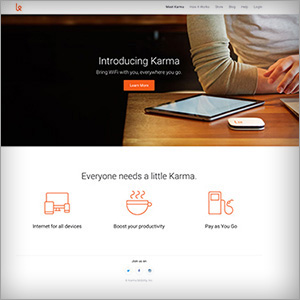 Meet Karma How It Works Store Blog Help Login
Introducing Karma
Bring WiFi with you, everywhere you go.
Learn More
Everyone needs a little Karma.
Internet for all devices
Boost your productivity
Pay as You Go
Join us on